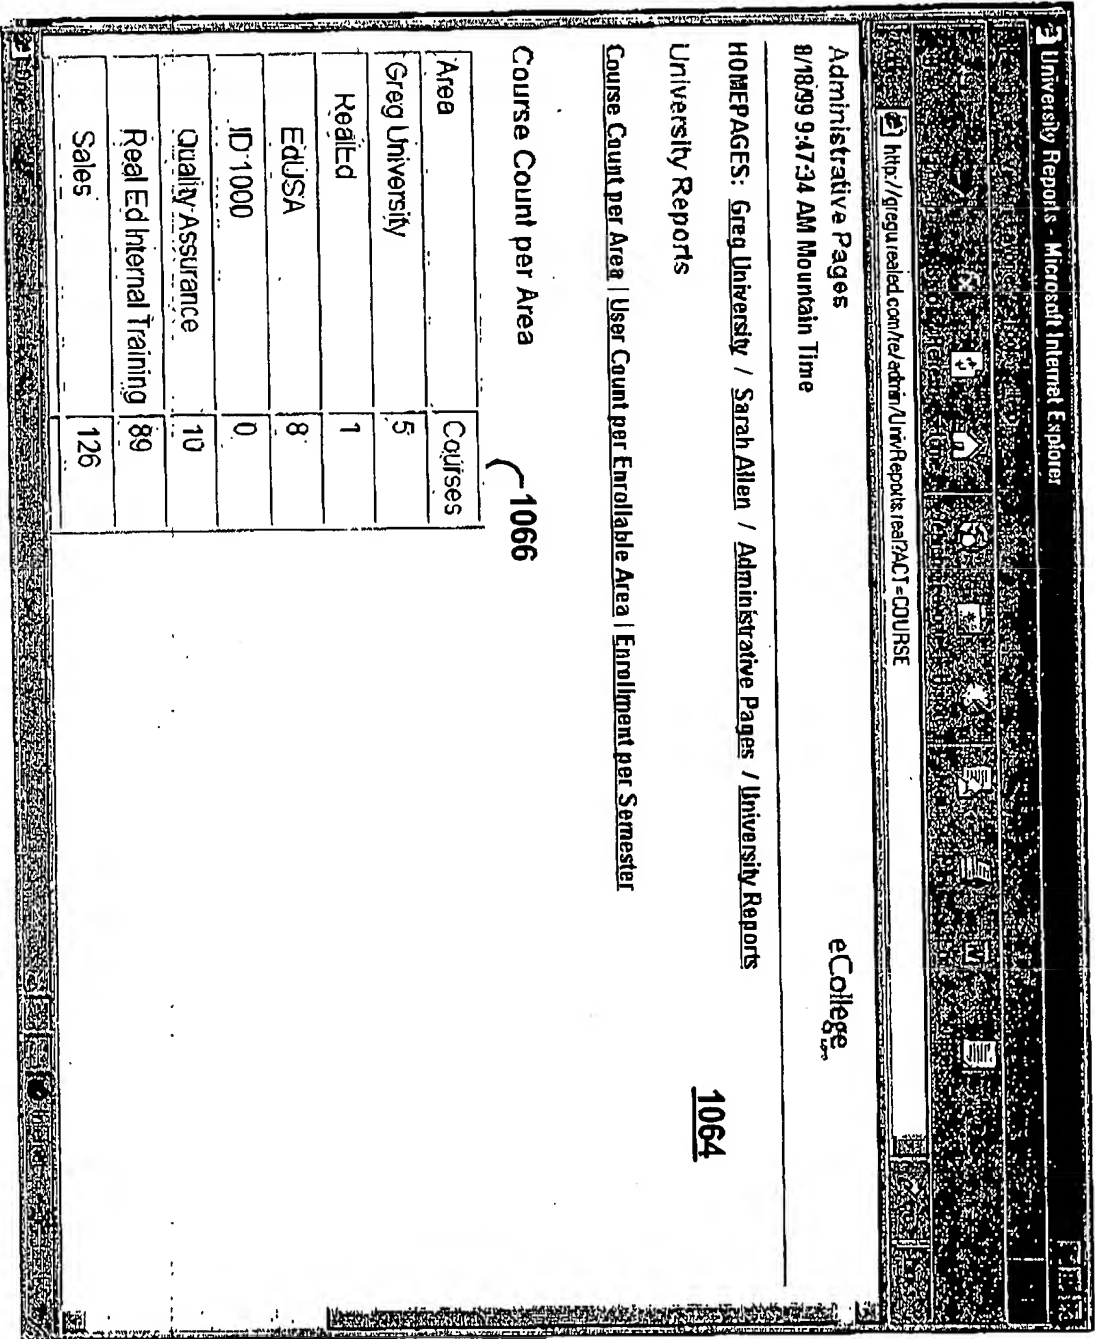 University Reports - Microsoft Internet Explorer
http://gregu.realed.com/re/admin/UnivReports.real?ACT=COURSE
Administrative Pages
8/18/99 9:47:34 AM Mountain Time
eCollege
HOMEPAGES: Greg University / Sarah Allen / Administrative Pages / University Reports
University Reports
1064
Course Count per Area | User Count per Enrollable Area | Enrollment per Semester
Course Count per Area
1066
Area Courses
Greg University 5
RealEd 1
EdUSA 8
ID 1000 0
Quality Assurance 10
Real Ed Internal Training 89
Sales 126